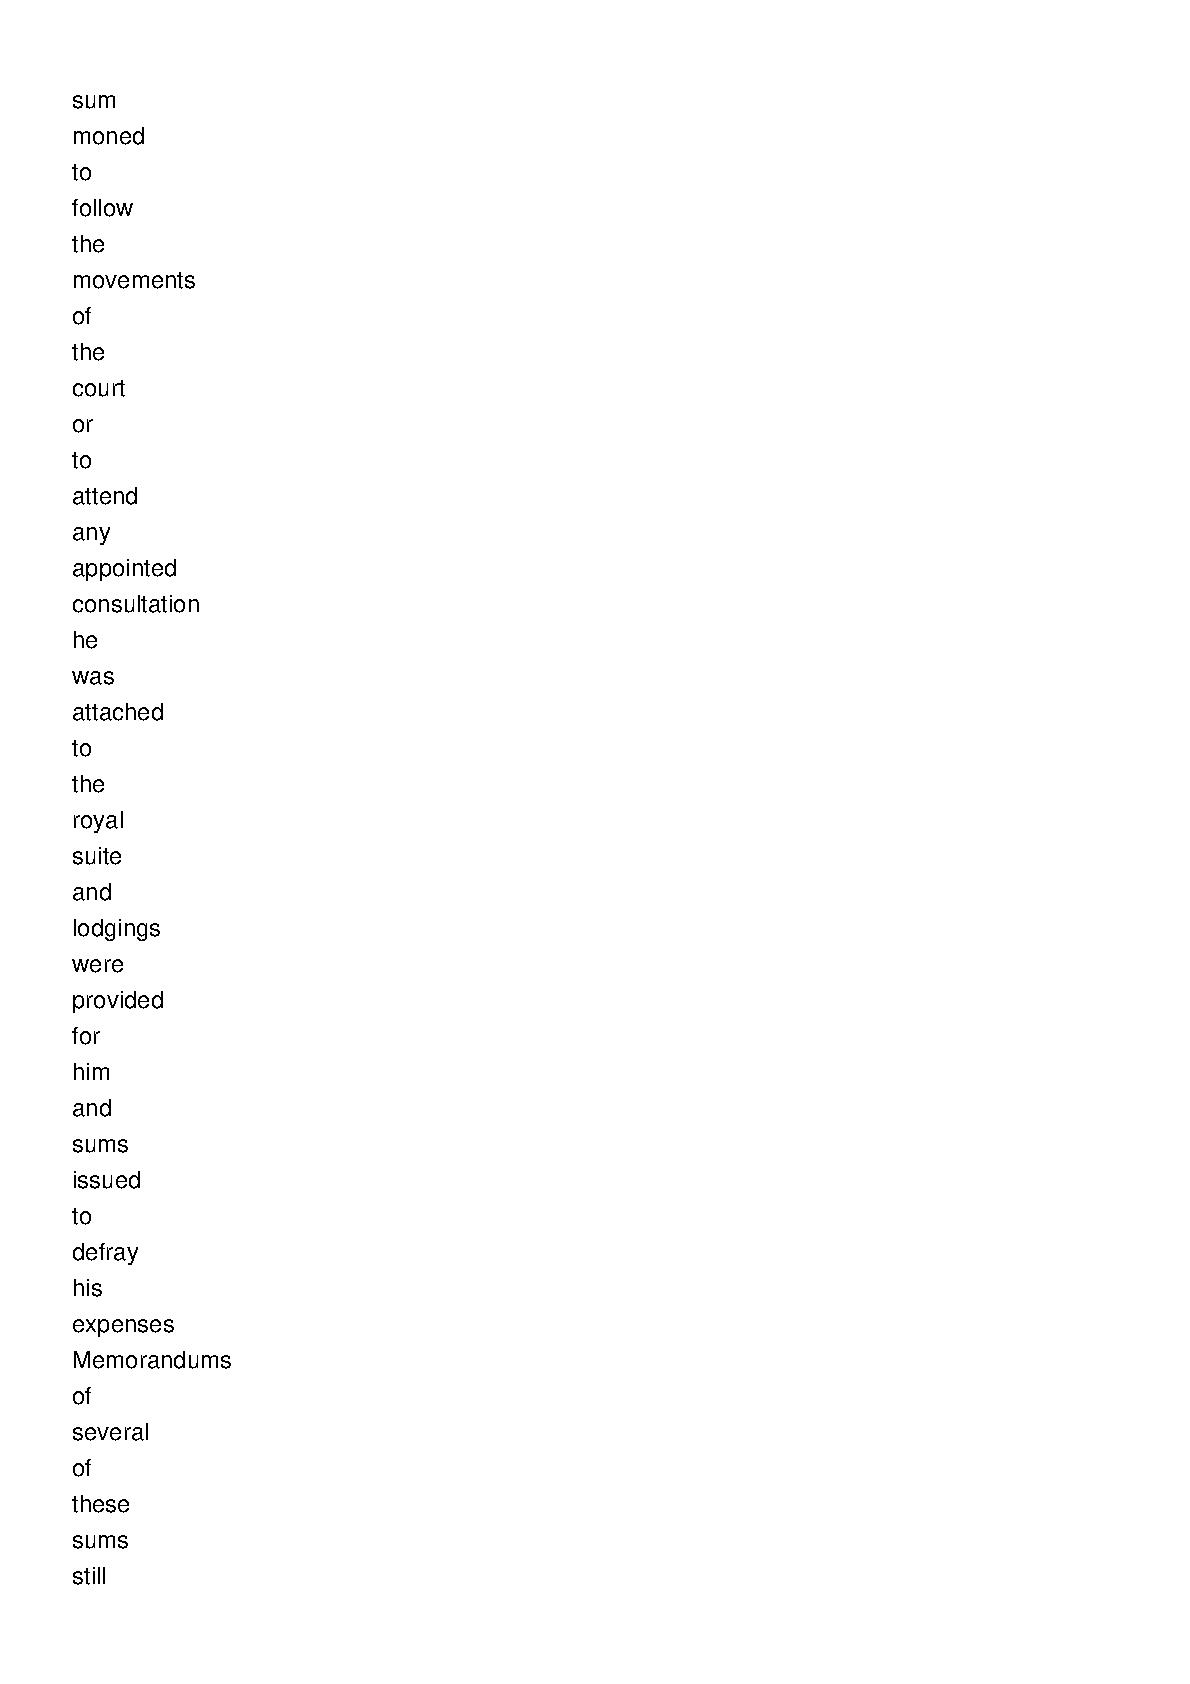 sum
moned
to
follow
the
movements
of
the
court
or
to
attend
any
appointed
consultation
he
was
attached
to
the
royal
suite
and
lodgings
were
provided
for
him
and
sums
issued
to
defray
his
expenses
Memorandums
of
several
of
these
sums
still